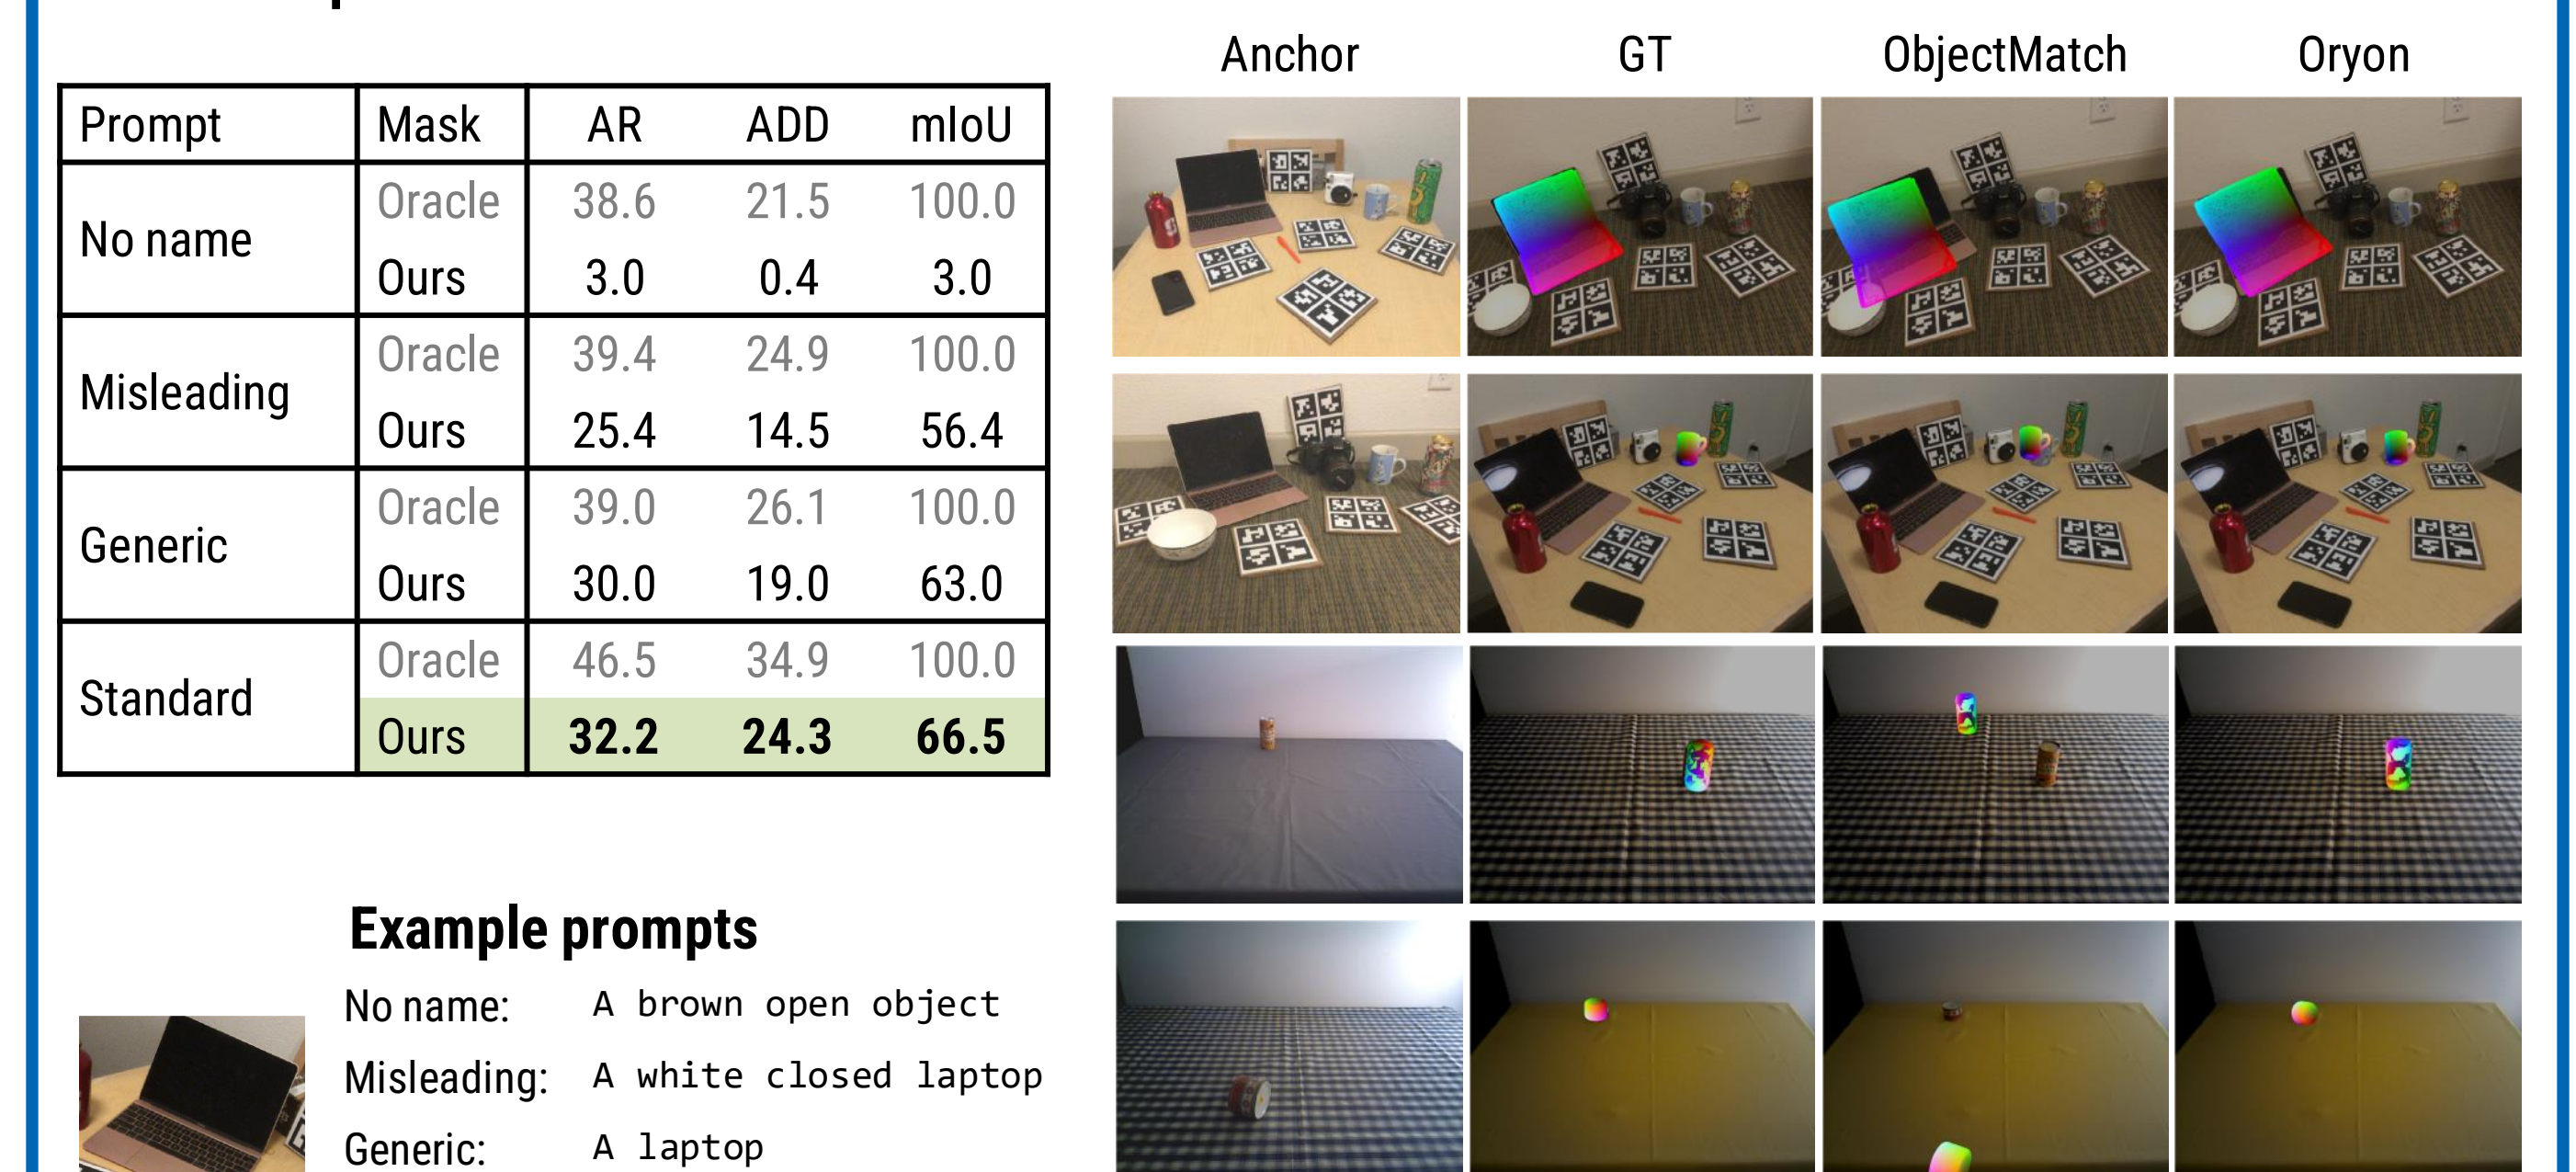 Prompt Mask AR ADD mIoU
No name
Oracle 38.6 21.5 100.0
Ours 3.0 0.4 3.0
Misleading
Oracle 39.4 24.9 100.0
Ours 25.4 14.5 56.4
Generic
Oracle 39.0 26.1 100.0
Ours 30.0 19.0 63.0
Standard
Oracle 46.5 34.9 100.0
Ours 32.2 24.3 66.5
Example prompts
No name: A brown open object
Misleading: A white closed laptop
Generic: A laptop
Anchor GT ObjectMatch Oryon